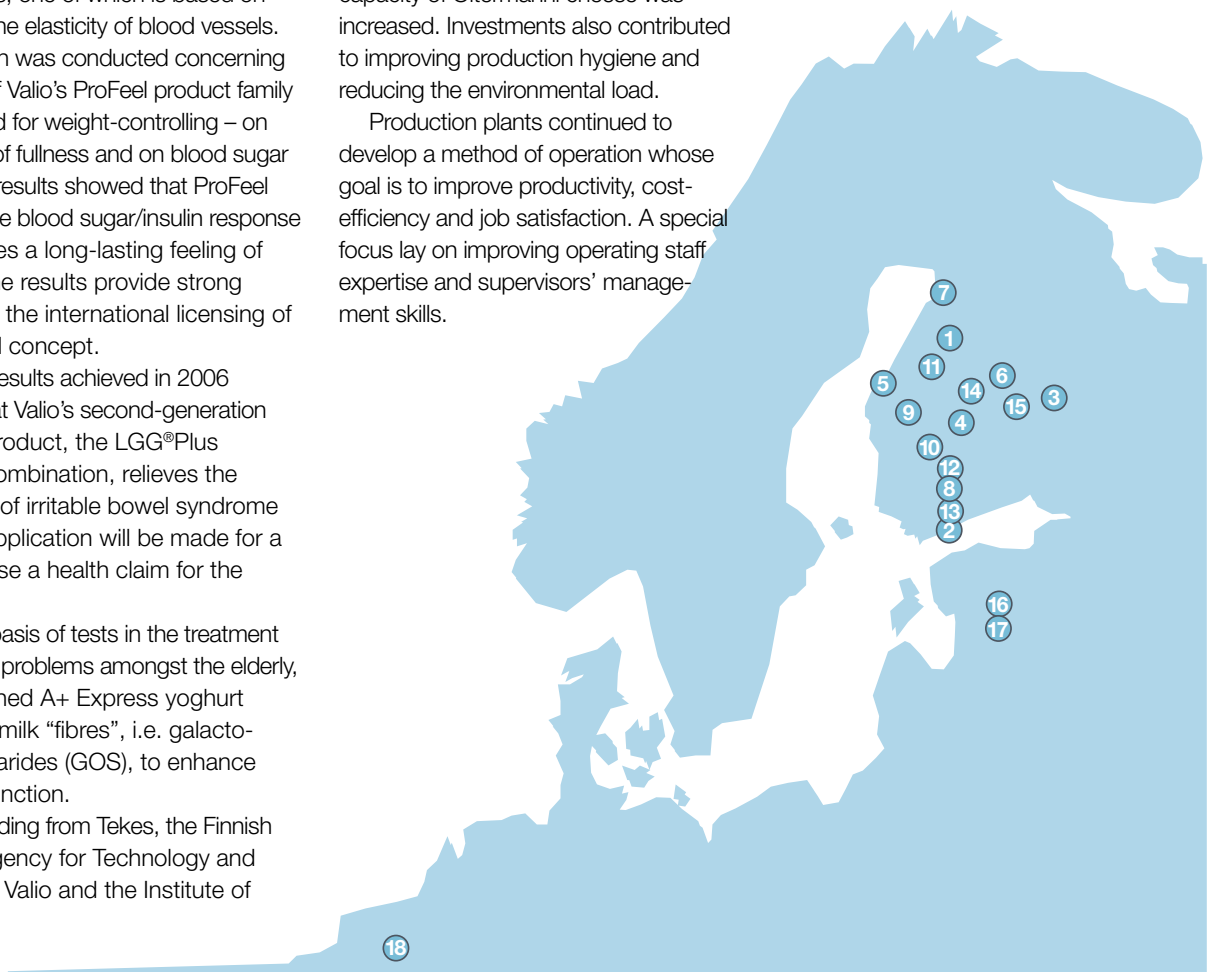 , one of which is based on
he elasticity of blood vessels.
n was conducted concerning
f Valio’s ProFeel product family
d for weight-controlling – on
of fullness and on blood sugar
results showed that ProFeel
e blood sugar/insulin response
es a long-lasting feeling of
e results provide strong
the international licensing of
l concept.
esults achieved in 2006
at Valio’s second-generation
roduct, the LGG®Plus
ombination, relieves the
of irritable bowel syndrome
pplication will be made for a
se a health claim for the
basis of tests in the treatment
problems amongst the elderly,
ned A+ Express yoghurt
milk “fibres”, i.e. galacto-
arides (GOS), to enhance
nction.
ding from Tekes, the Finnish
gency for Technology and
Valio and the Institute of
capacity of Oltermanni cheese was
increased. Investments also contributed
to improving production hygiene and
reducing the environmental load.
Production plants continued to
develop a method of operation whose
goal is to improve productivity, cost-
efficiency and job satisfaction. A special
focus lay on improving operating staff
expertise and supervisors’ manage-
ment skills.
7
1
11
6
5
14
3
15
9
4
10
12
8
13
2
16
17
18